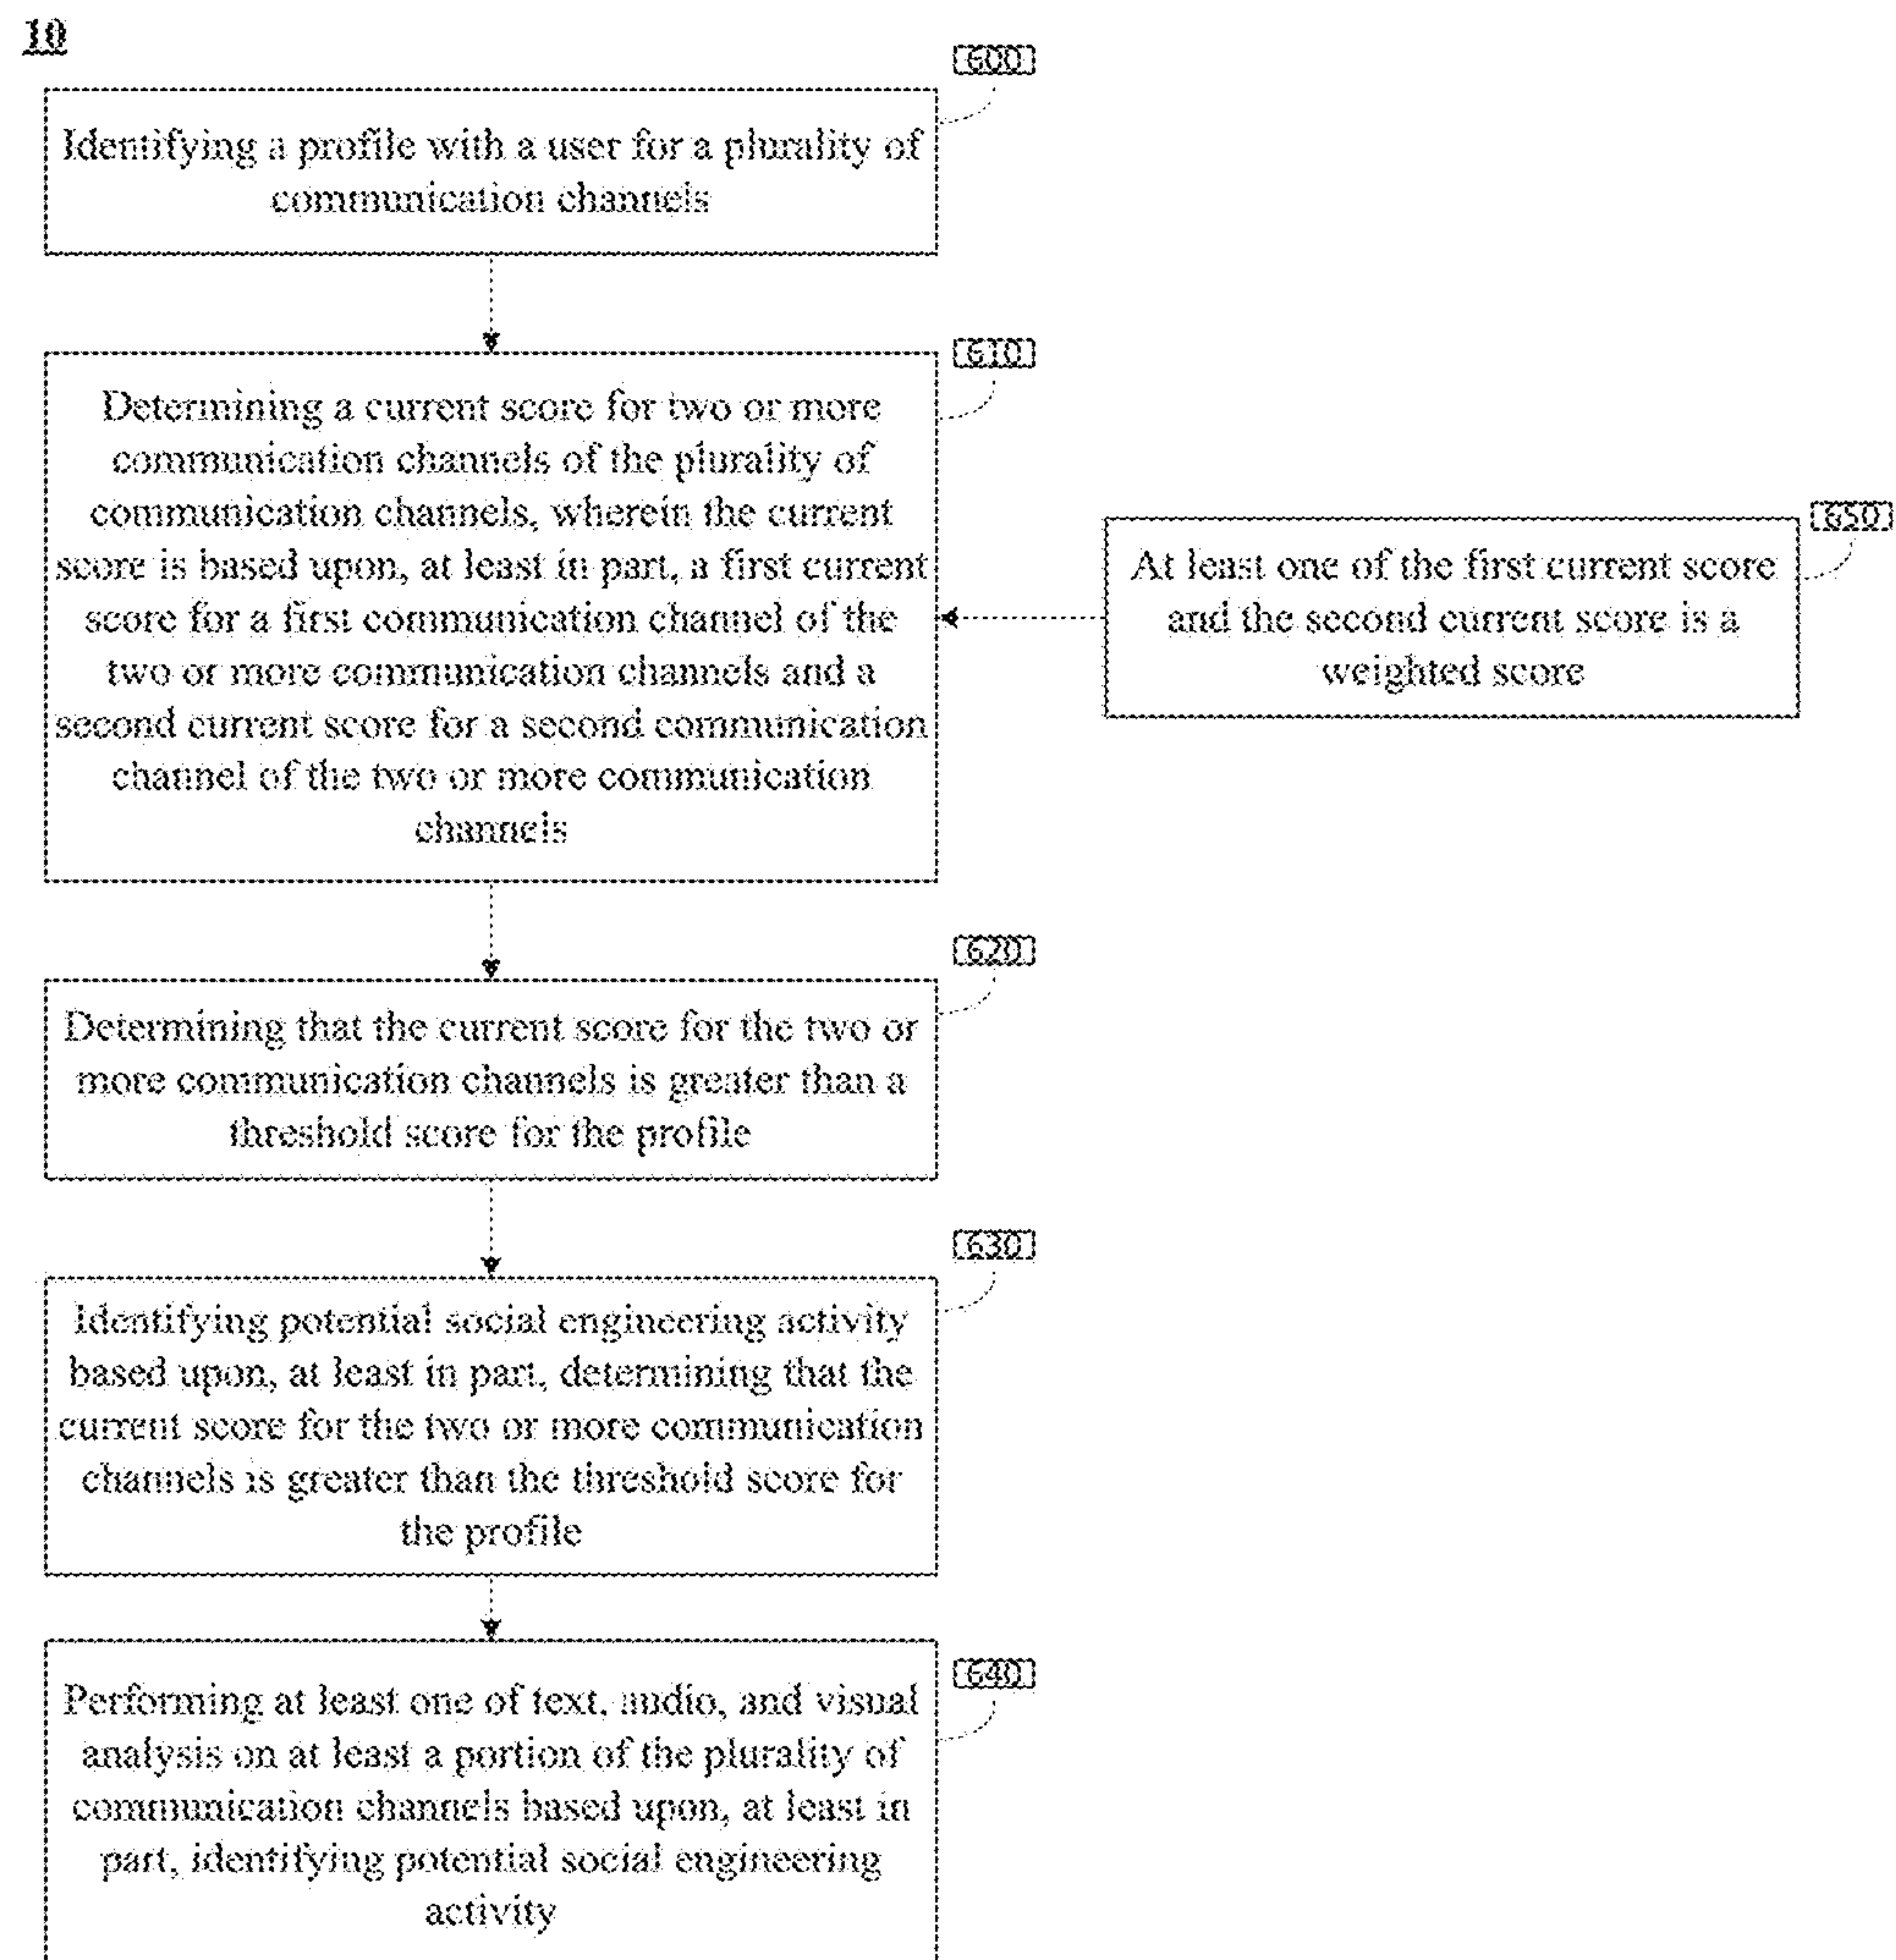 10
600
Identifying a profile with a user for a plurality of
communication channels
610
Determining a current score for two or more
communication channels of the plurality of
communication channels, wherein the current
score is based upon, at least in part, a first current
score for a first communication channel of the
two or more communication channels and a
second current score for a second communication
channel of the two or more communication
channels
650
At least one of the first current score
and the second current score is a
weighted score
620
Determining that the current score for the two or
more communication channels is greater than a
threshold score for the profile
630
Identifying potential social engineering activity
based upon, at least in part, determining that the
current score for the two or more communication
channels is greater than the threshold score for
the profile
640
Performing at least one of text, audio, and visual
analysis on at least a portion of the plurality of
communication channels based upon, at least in
part, identifying potential social engineering
activity